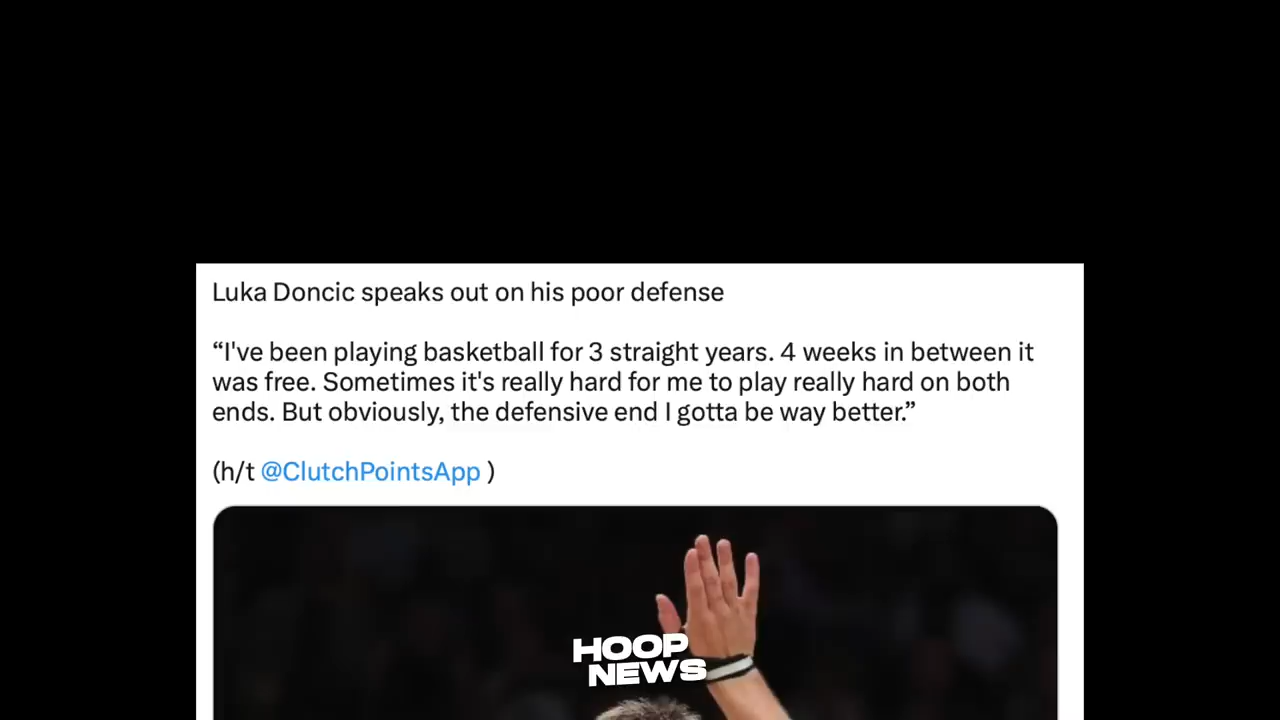 Luka Doncic speaks out on his poor defense
“I've been playing basketball for 3 straight years. 4 weeks in between it
was free. Sometimes it's really hard for me to play really hard on both
ends. But obviously, the defensive end I gotta be way better.”
(h/t @ClutchPointsApp )
HOOP
NEWS